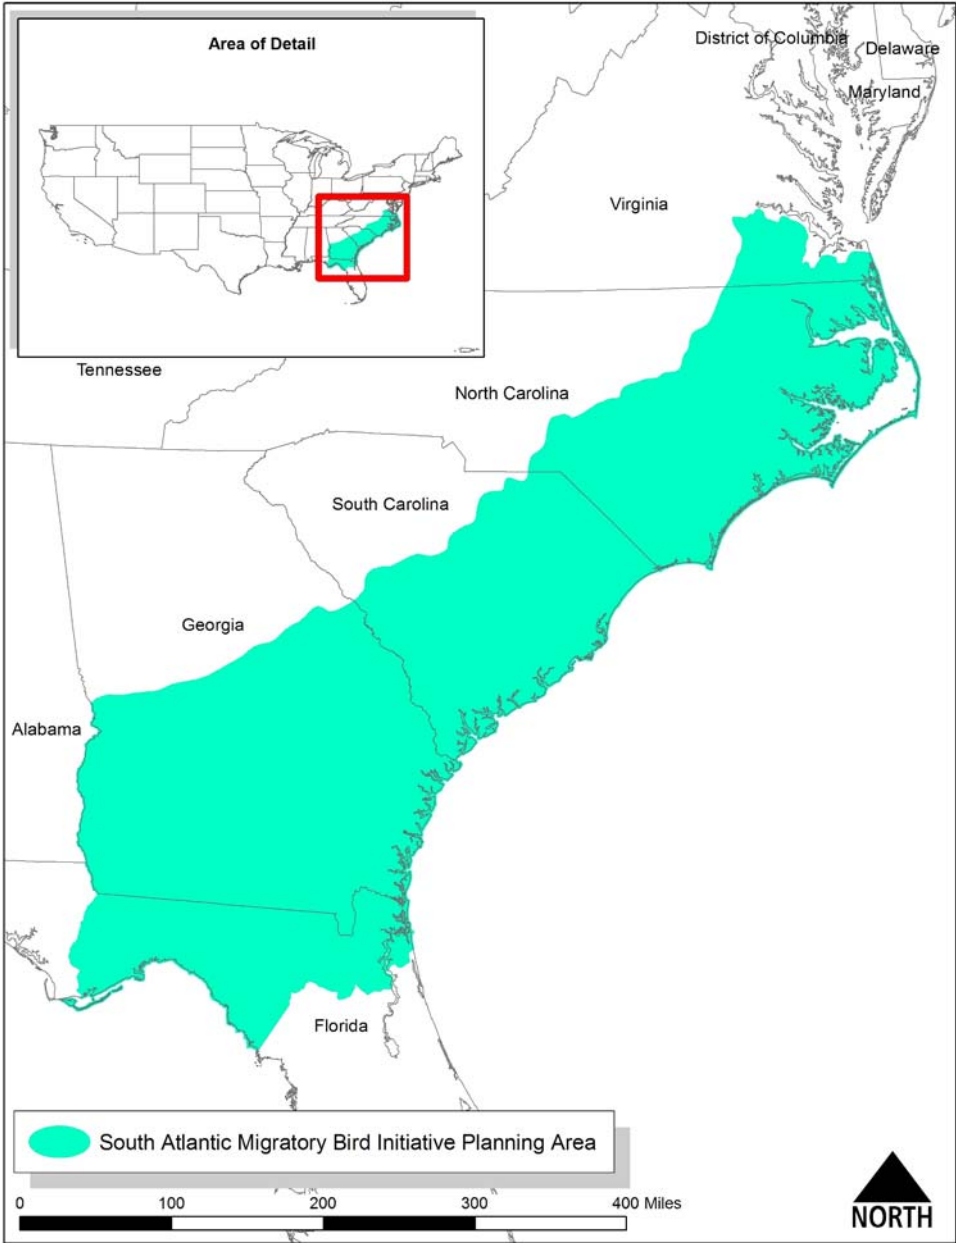 Area of Detail
District of Columbia
Delaware
Maryland
Virginia
Tennessee
North Carolina
South Carolina
Georgia
Alabama
Florida
South Atlantic Migratory Bird Initiative Planning Area
0 100 200 300 400 Miles
NORTH